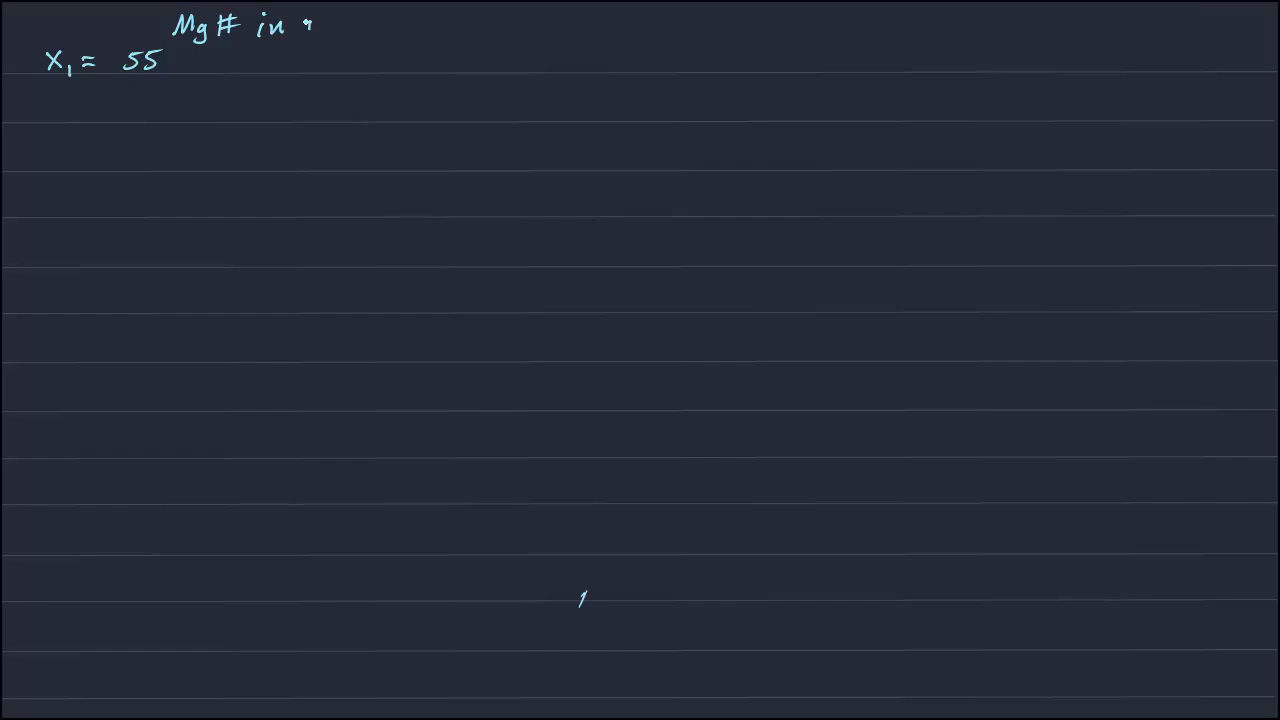 Mg # in
X₁ = 55